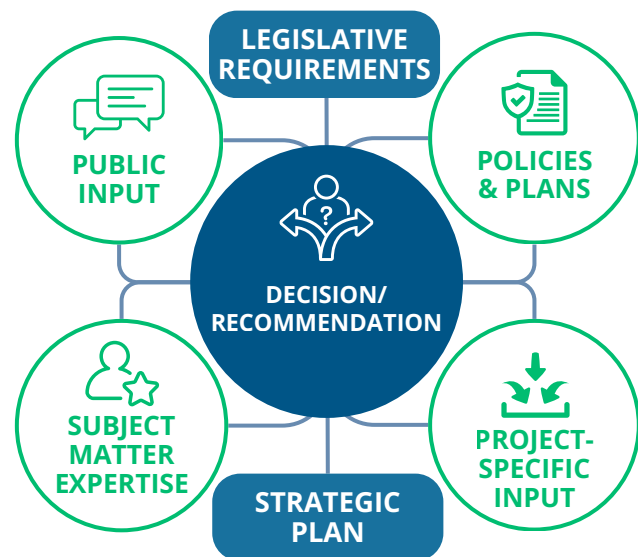 LEGISLATIVE
REQUIREMENTS
PUBLIC
INPUT
POLICIES
& PLANS
?
DECISION/
RECOMMENDATION
SUBJECT
MATTER
EXPERTISE
PROJECT-
SPECIFIC
INPUT
STRATEGIC
PLAN